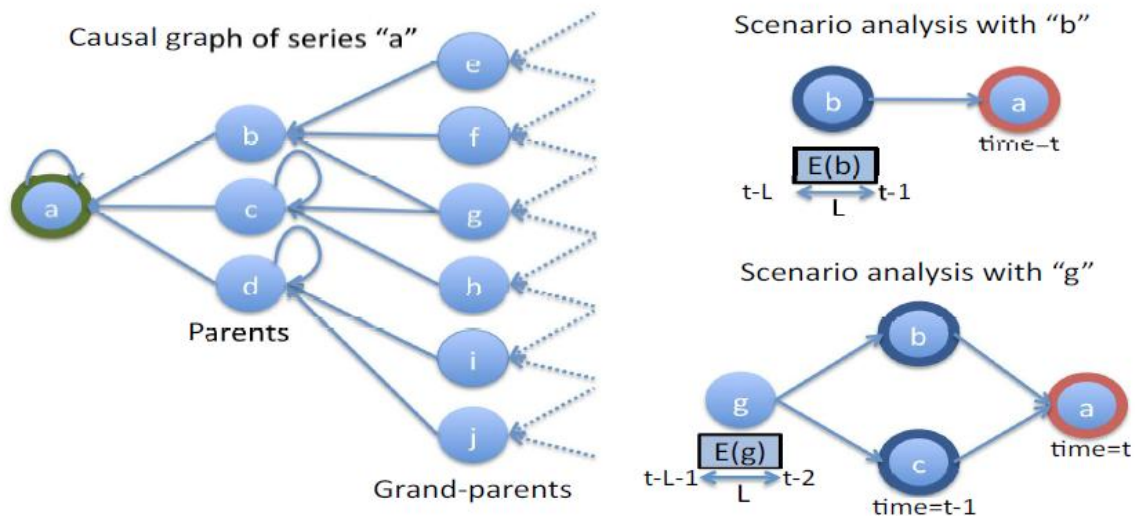 Causal graph of series “a”
a
b
c
d
Parents
e
f
g
h
i
j
Grand-parents
Scenario analysis with “b”
b
a
time=t
E(b)
t-L
t-1
L
Scenario analysis with “g”
b
g
a
E(g)
c
time=t
t-L-1
t-2
L
time=t-1